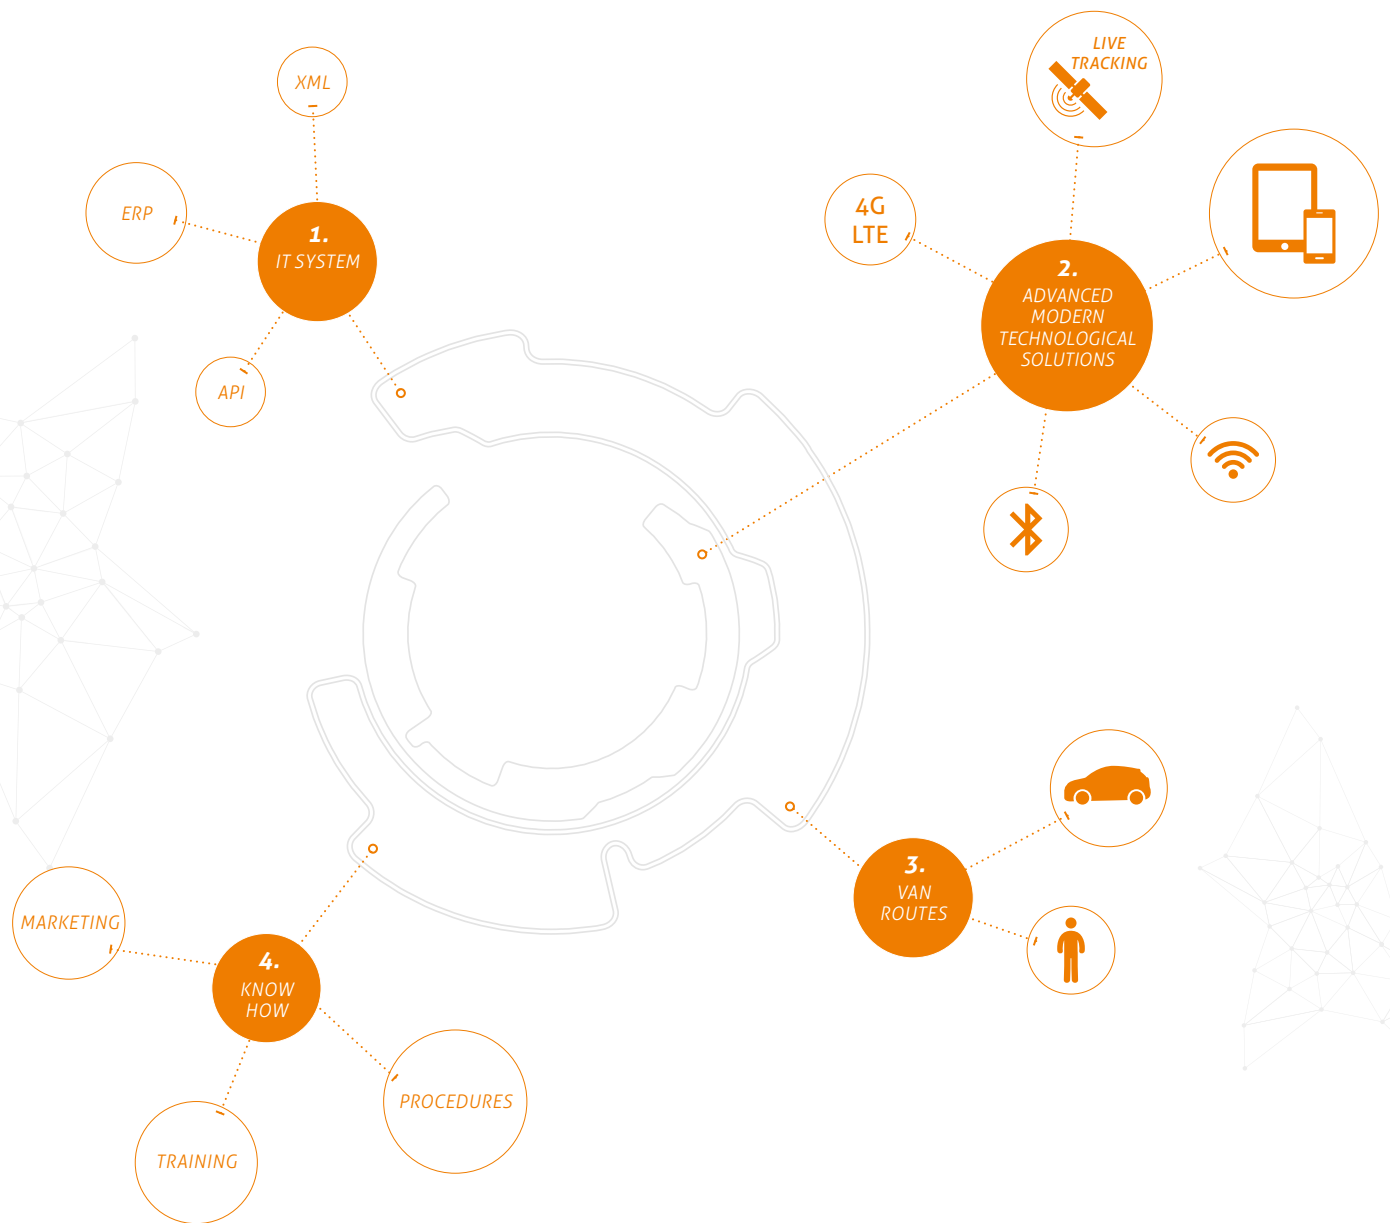 XML
ERP
1.
IT SYSTEM
API
LIVE
TRACKING
4G
LTE
2.
ADVANCED
MODERN
TECHNOLOGICAL
SOLUTIONS
3.
VAN
ROUTES
MARKETING
4.
KNOW
HOW
PROCEDURES
TRAINING